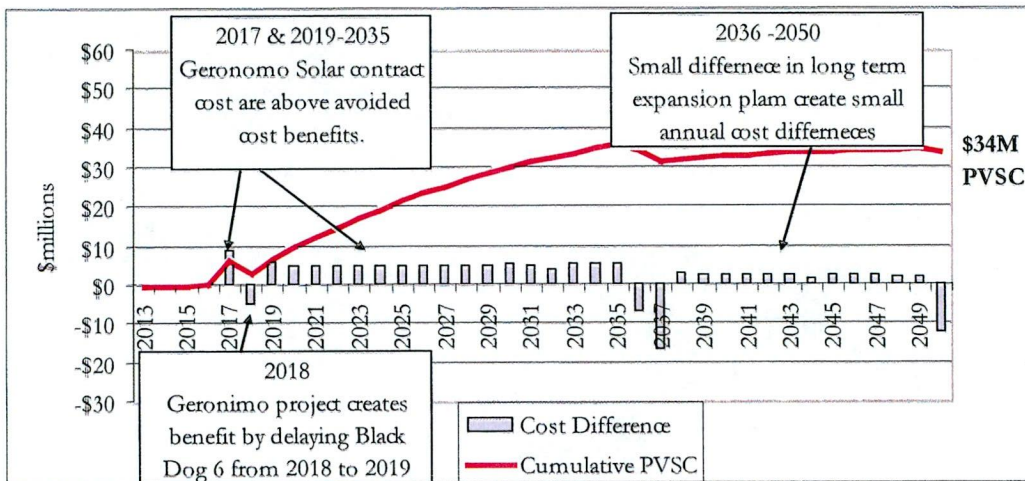 $60
$50
$40
$30
$20
$10
$0
-$10
-$20
-$30
$millions
2017 & 2019-2035
Geronomo Solar contract
cost are above avoided
cost benefits.
2036 -2050
Small differnece in long term
expansion plam create small
annual cost differneces
$34M
PVSC
2013
2015
2017
2019
2021
2023
2025
2027
2029
2031
2033
2035
2037
2039
2041
2043
2045
2047
2049
2018
Geronimo project creates
benefit by delaying Black
Dog 6 from 2018 to 2019
Cost Difference
Cumulative PVSC